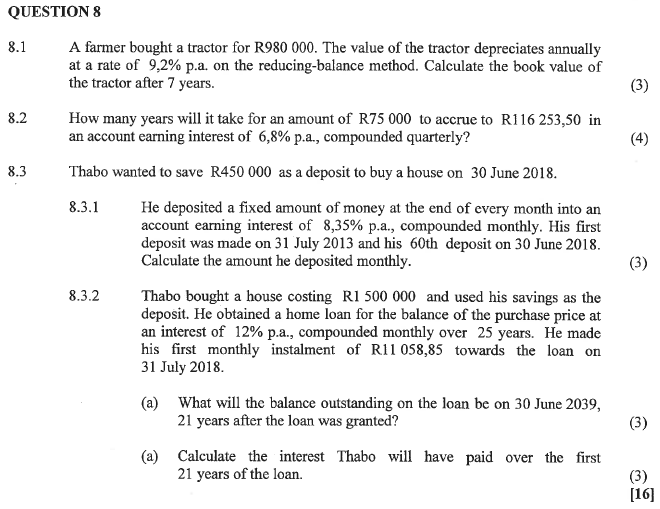 QUESTION 8
8.1 A farmer bought a tractor for R980 000. The value of the tractor depreciates annually
at a rate of 9,2% p.a. on the reducing-balance method. Calculate the book value of
the tractor after 7 years. (3)
8.2 How many years will it take for an amount of R75 000 to accrue to R116 253,50 in
an account earning interest of 6,8% p.a., compounded quarterly? (4)
8.3 Thabo wanted to save R450 000 as a deposit to buy a house on 30 June 2018.
8.3.1 He deposited a fixed amount of money at the end of every month into an
account earning interest of 8,35% p.a., compounded monthly. His first
deposit was made on 31 July 2013 and his 60th deposit on 30 June 2018.
Calculate the amount he deposited monthly. (3)
8.3.2 Thabo bought a house costing R1 500 000 and used his savings as the
deposit. He obtained a home loan for the balance of the purchase price at
an interest of 12% p.a., compounded monthly over 25 years. He made
his first monthly instalment of R11 058,85 towards the loan on
31 July 2018.
(a) What will the balance outstanding on the loan be on 30 June 2039,
21 years after the loan was granted? (3)
(a) Calculate the interest Thabo will have paid over the first
21 years of the loan. (3)
[16]